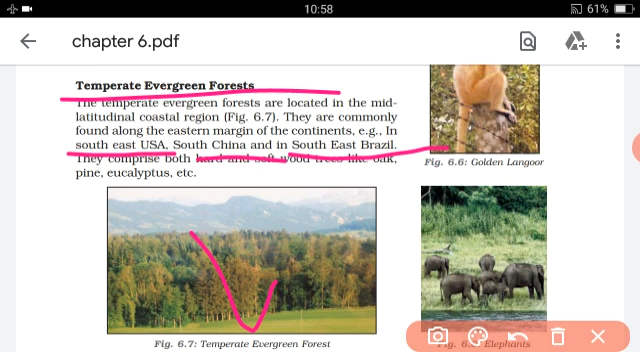 10:58
61%
chapter 6.pdf
Temperate Evergreen Forests
The temperate evergreen forests are located in the mid-
latitudinal coastal region (Fig. 6.7). They are commonly
found along the eastern margin of the continents, e.g., In
south east USA, South China and in South East Brazil.
They comprise both hard and soft wood trees like oak,
pine, eucalyptus, etc.
Fig. 6.6: Golden Langoor
Fig. 6.7: Temperate Evergreen Forest
Fig. 6. Elephants